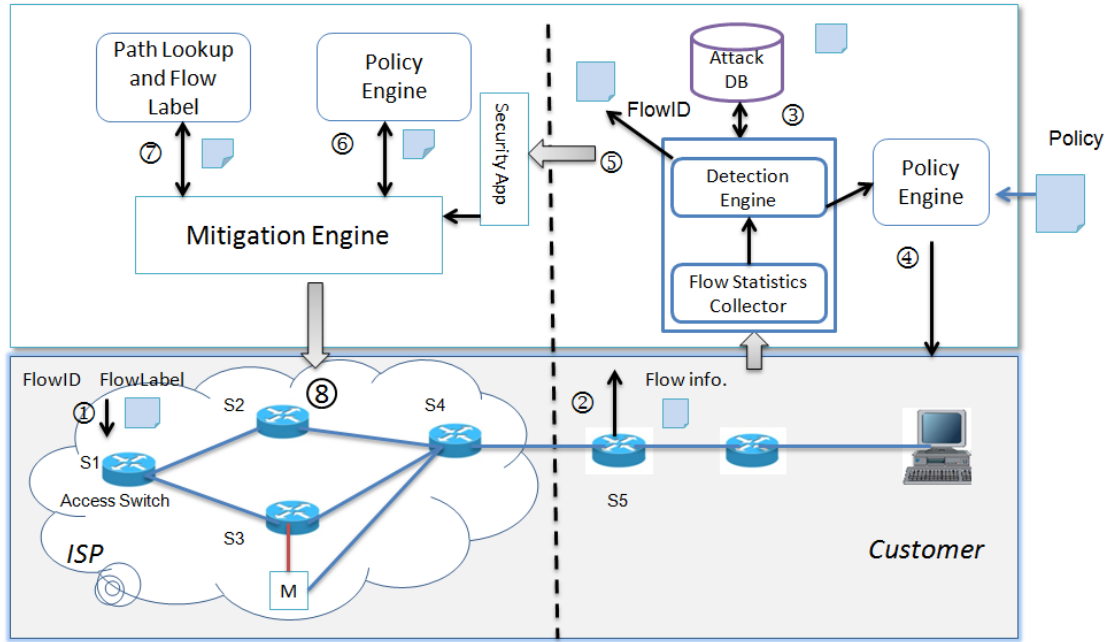 Path Lookup
and Flow
Label
Policy
Engine
Security App
Attack
DB
FlowID
③
⑤
⑦
⑥
Detection
Engine
Policy
Engine
Policy
Mitigation Engine
Flow Statistics
Collector
④
FlowID FlowLabel
①
S2
⑧
S4
②
Flow info.
S1
Access Switch
S3
S5
ISP
M
Customer